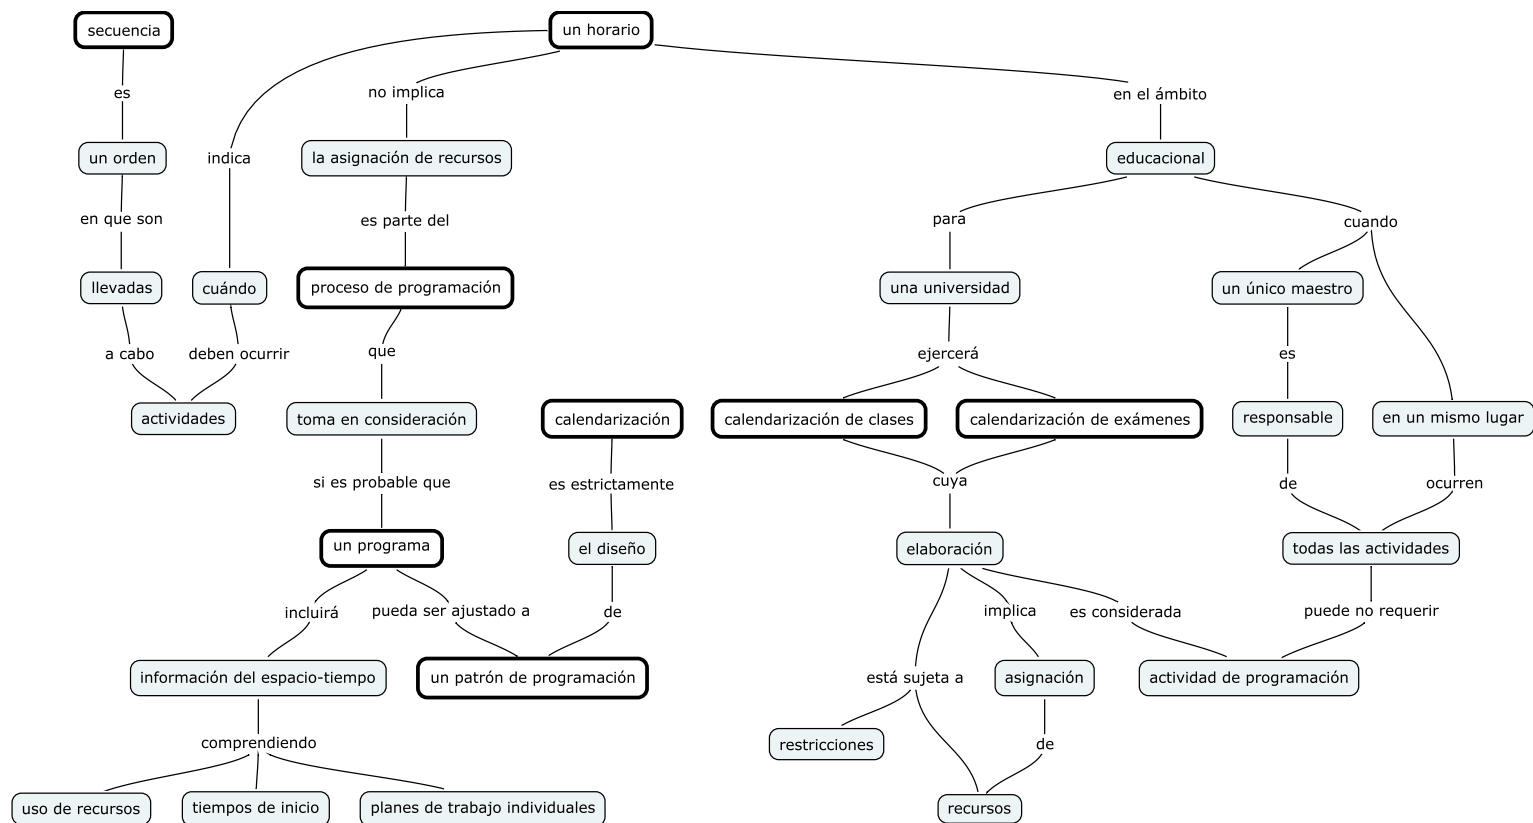 secuencia
un horario
es
no implica
en el ámbito
un orden
indica
la asignación de recursos
educacional
en que son
es parte del
para
cuando
llevadas
cuándo
proceso de programación
una universidad
un único maestro
a cabo
deben ocurrir
que
ejercerá
es
actividades
toma en consideración
calendarización
calendarización de clases
calendarización de exámenes
responsable
en un mismo lugar
si es probable que
es estrictamente
cuya
de
ocurren
un programa
el diseño
elaboración
todas las actividades
incluirá
pueda ser ajustado a
de
implica
es considerada
puede no requerir
información del espacio-tiempo
un patrón de programación
está sujeta a
asignación
actividad de programación
comprendiendo
restricciones
de
uso de recursos
tiempos de inicio
planes de trabajo individuales
recursos